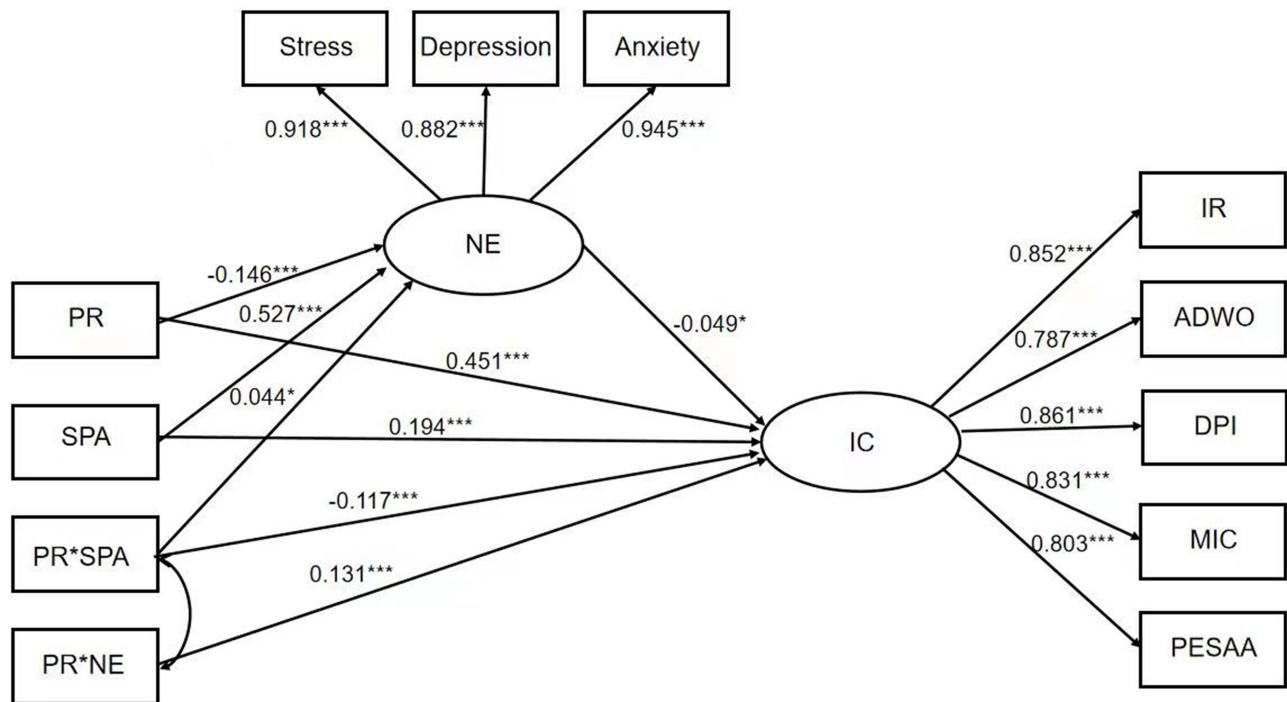 Stress
Depression
Anxiety
0.918***
0.882***
0.945***
NE
IR
0.852***
-0.146***
PR
0.527***
-0.049*
ADWO
0.787***
0.451***
0.044*
SPA
0.194***
IC
0.861***
DPI
-0.117***
0.831***
PR*SPA
MIC
0.803***
0.131***
PR*NE
PESAA